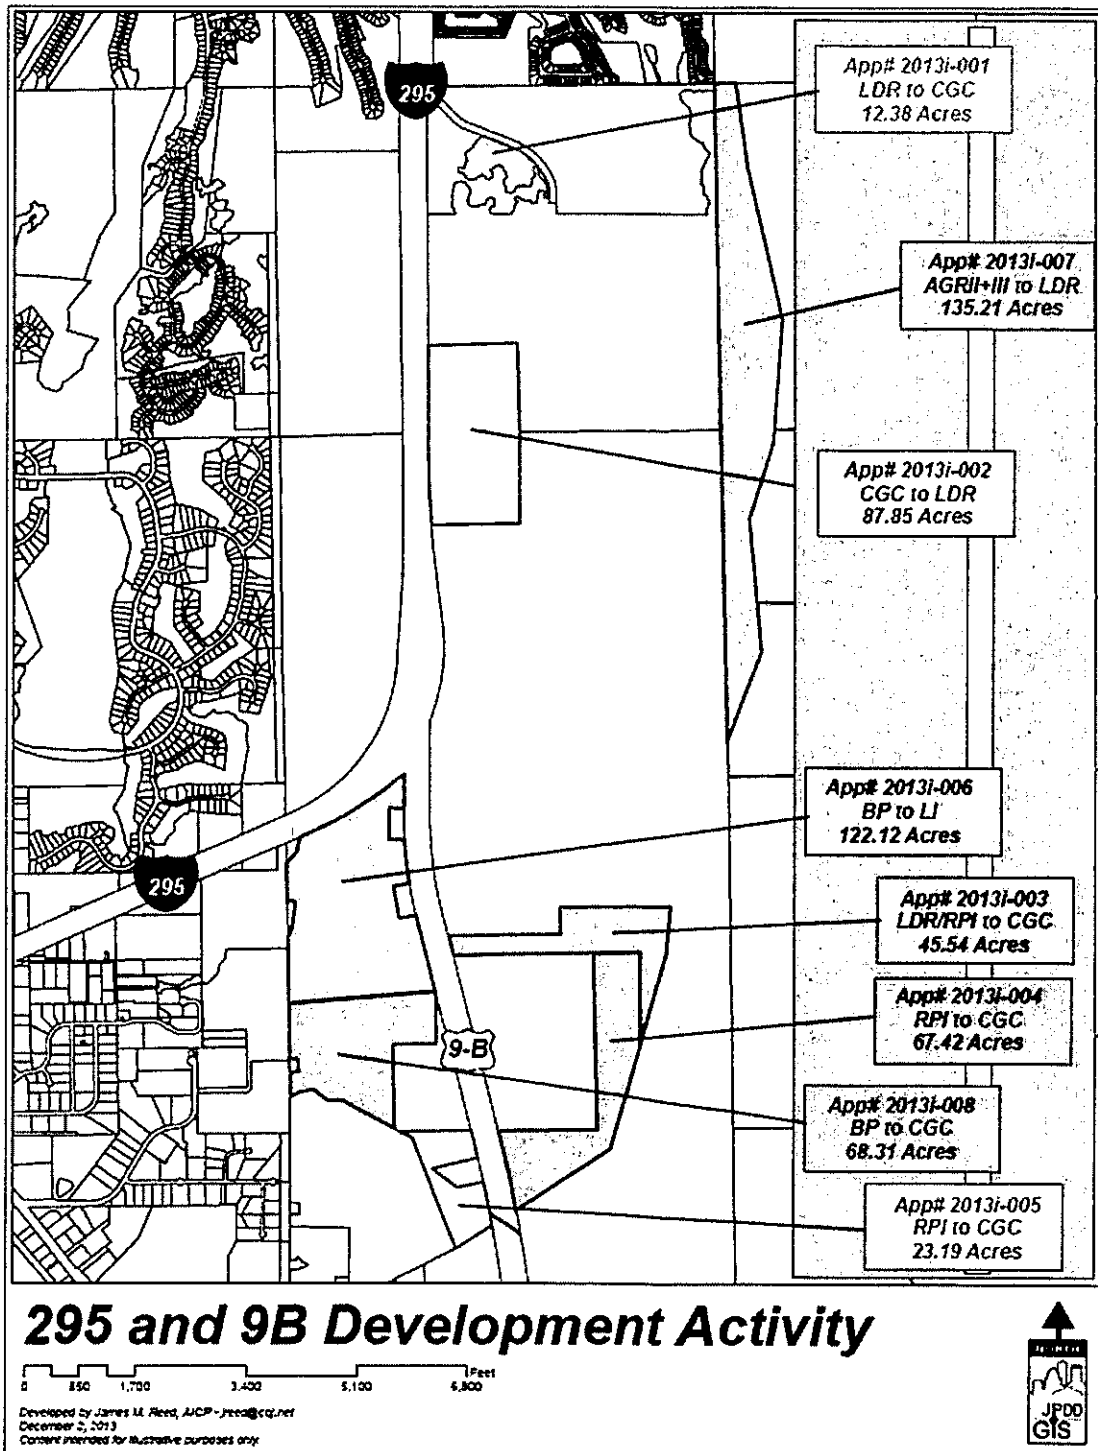 295
App# 2013i-001
LDR to CGC
12.38 Acres
App# 2013i-007
AGRII+III to LDR
135.21 Acres
App# 2013i-002
CGC to LDR
87.85 Acres
App# 2013i-006
BP to LI
122.12 Acres
295
App# 2013i-003
LDR/RPI to CGC
45.54 Acres
App# 2013i-004
RPI to CGC
67.42 Acres
9-B
App# 2013i-008
BP to CGC
68.31 Acres
App# 2013i-005
RPI to CGC
23.19 Acres
295 and 9B Development Activity
Feet
0 850 1,700 3,400 5,100 6,800
Developed by James M. Reed, AICP - jreed@coj.net
December 2, 2013
Content intended for illustrative purposes only.
JPDD
GIS